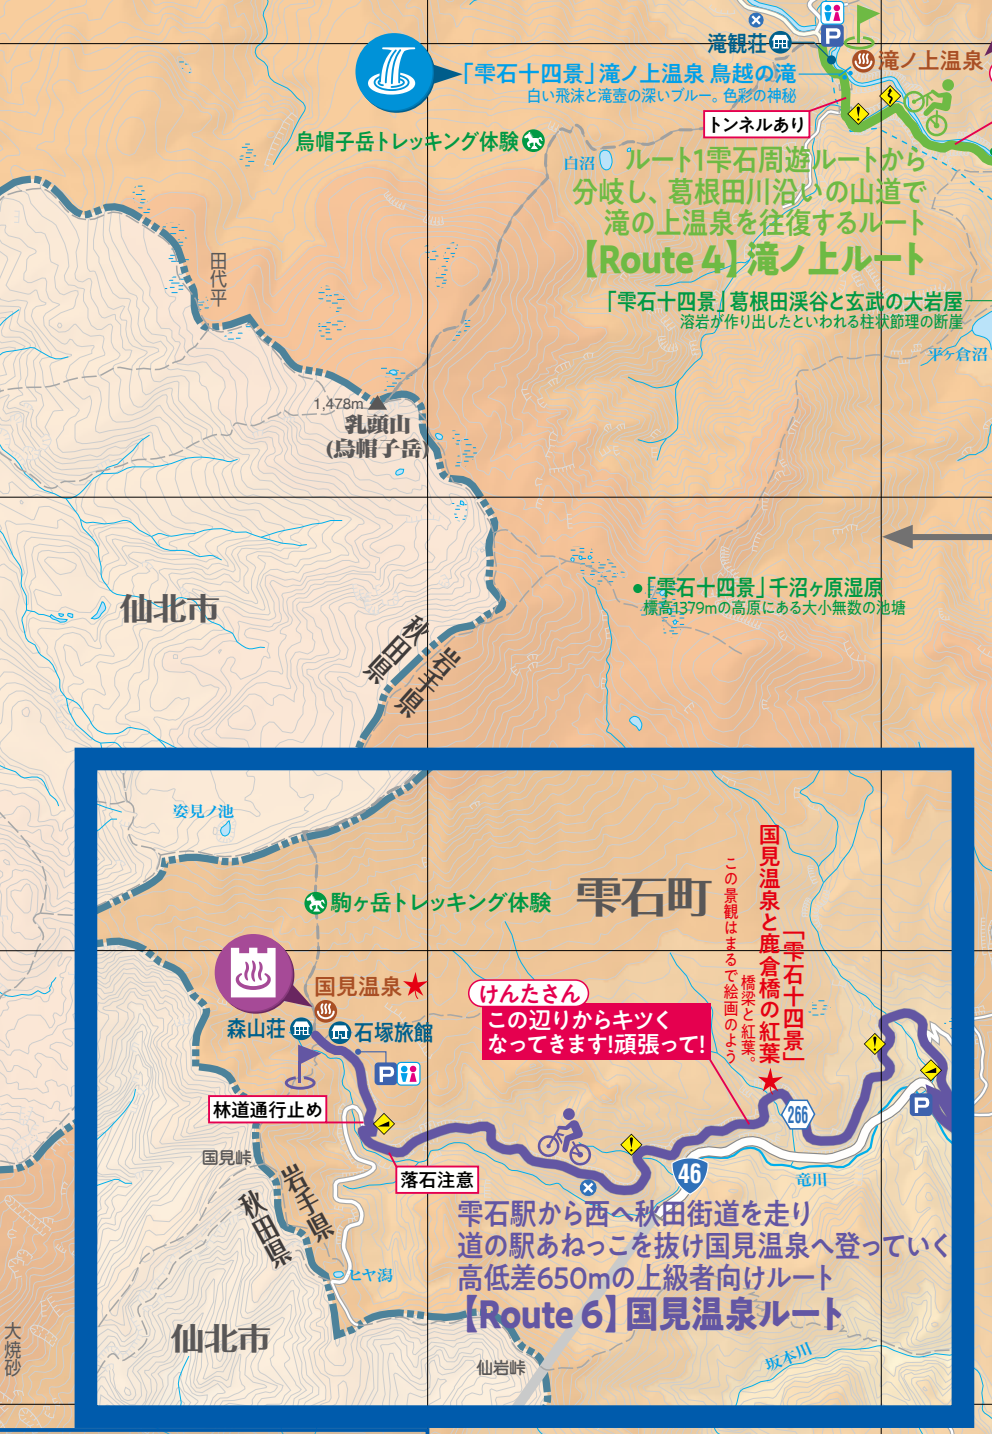 滝観荘
P
滝ノ上温泉
「雫石十四景」滝ノ上温泉 鳥越の滝
白い飛沫と滝壺の深いブルー。色彩の神秘
トンネルあり
烏帽子岳トレッキング体験
白沼
ルート1雫石周遊ルートから
分岐し、葛根田川沿いの山道で
滝の上温泉を往復するルート
【Route 4】滝ノ上ルート
「雫石十四景」葛根田渓谷と玄武の大岩屋
溶岩が作り出したといわれる柱状節理の断崖
平ヶ倉沼
田代平
1,478m
乳頭山
(烏帽子岳)
「雫石十四景」千沼ヶ原湿原
標高1379mの高原にある大小無数の池塘
仙北市
秋田県
岩手県
姿見ノ池
駒ヶ岳トレッキング体験
雫石町
「雫石十四景」
国見温泉と鹿倉橋の紅葉
橋梁と紅葉。
この景観はまるで絵画のよう
国見温泉
森山荘
石塚旅館
P
けんたさん
この辺りからキツく
なってきます!頑張って!
林道通行止め
266
P
国見峠
落石注意
46
竜川
岩手県
秋田県
雫石駅から西へ秋田街道を走り
道の駅あねっこを抜け国見温泉へ登っていく
高低差650mの上級者向けルート
【Route 6】国見温泉ルート
ヒヤ潟
仙北市
大焼砂
仙岩峠
坂本川